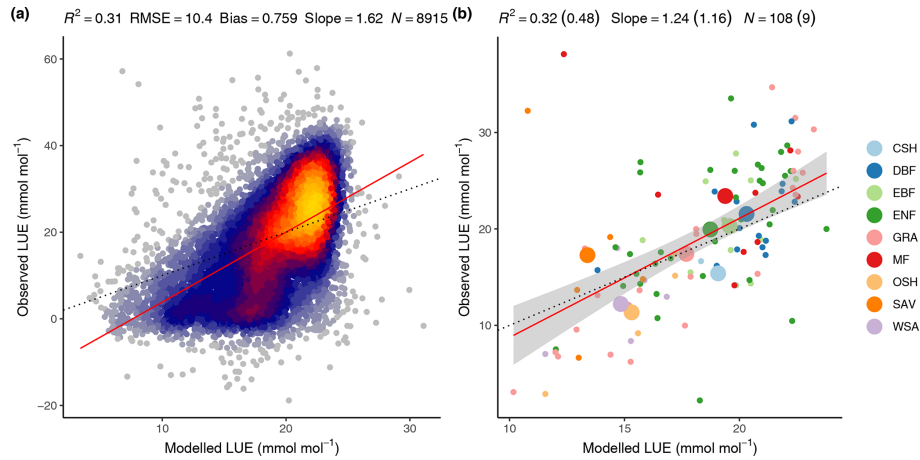 (a)
R² = 0.31 RMSE = 10.4 Bias = 0.759 Slope = 1.62 N = 8915
60
40
20
0
−20
Observed LUE (mmol mol⁻¹)
10 20 30
Modelled LUE (mmol mol⁻¹)
(b)
R² = 0.32 (0.48) Slope = 1.24 (1.16) N = 108 (9)
30
20
10
Observed LUE (mmol mol⁻¹)
10 15 20
Modelled LUE (mmol mol⁻¹)
CSH
DBF
EBF
ENF
GRA
MF
OSH
SAV
WSA